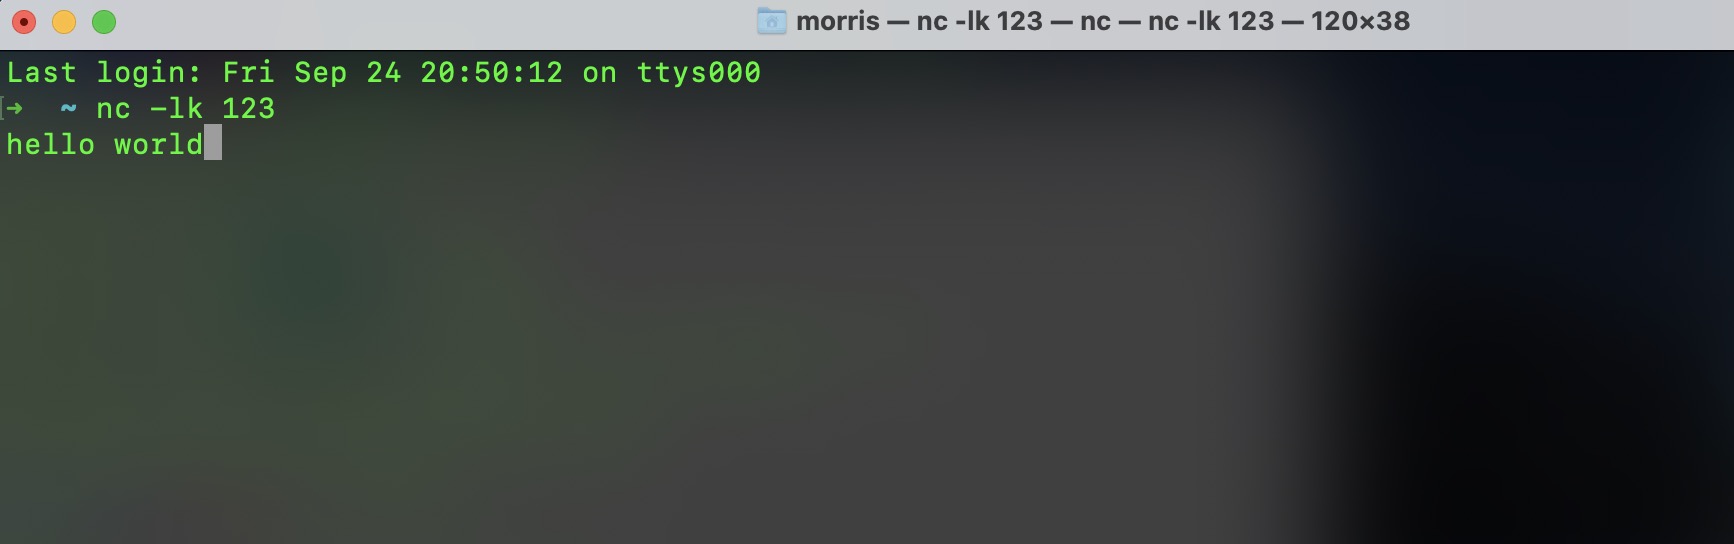 morris — nc -lk 123 — nc — nc -lk 123 — 120×38
Last login: Fri Sep 24 20:50:12 on ttys000
➜  ~ nc -lk 123
hello world